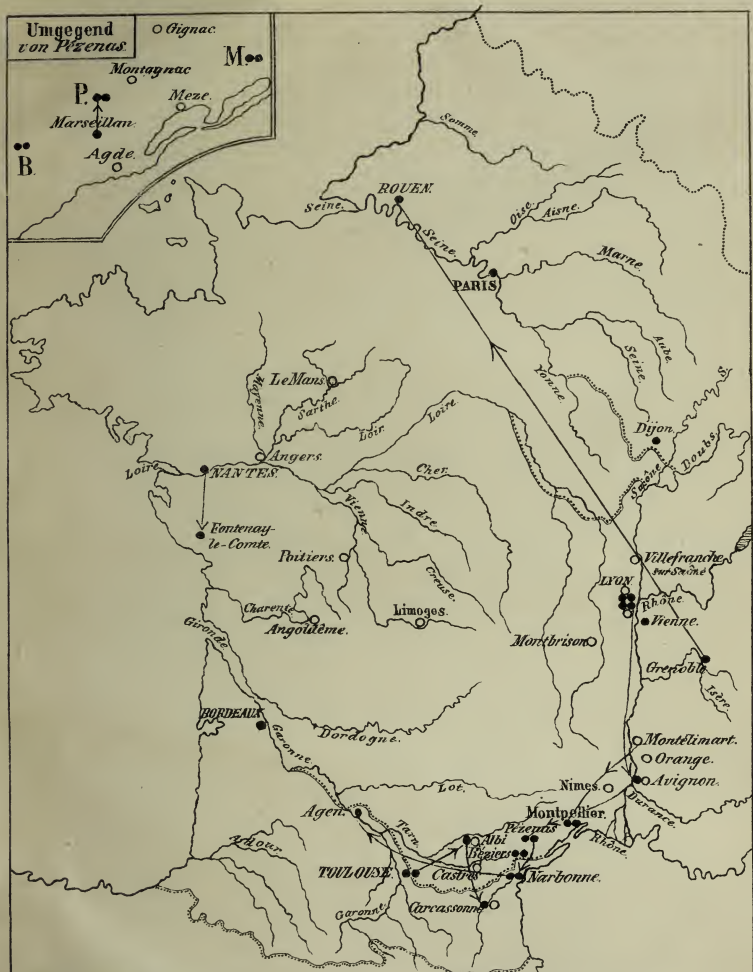 Umgegend
von Pézenas.
Gignac.
Montagnac
M.
P.
Meze.
Marseillan.
B.
Agde.
Somme.
ROUEN.
Seine.
Oise.
Aisne.
Seine.
Marne.
PARIS
Aube.
Seine.
Yonne.
Mayenne.
Le Mans
Sarthe.
Loir.
Loire.
Dijon.
S.
Doubs.
Saône.
Angers.
Loire.
NANTES.
Cher.
Vienne.
Indre.
Fontenay-
le-Comte.
Poitiers.
Creuse.
Villefranche
sur Saône
LYON.
Rhône.
Charente.
Angoulême.
Limoges.
Vienne.
Montbrison.
Gironde.
Grenoble
Isère.
BORDEAUX
Dordogne.
Garonne.
Montélimart.
Orange.
Lot.
Nimes.
Avignon.
Agen.
Montpellier.
Durance.
Tarn.
Pézenas
Rhône.
Adour
Albi
Béziers
TOULOUSE.
Castres
Narbonne.
Carcassonne
Garonne.